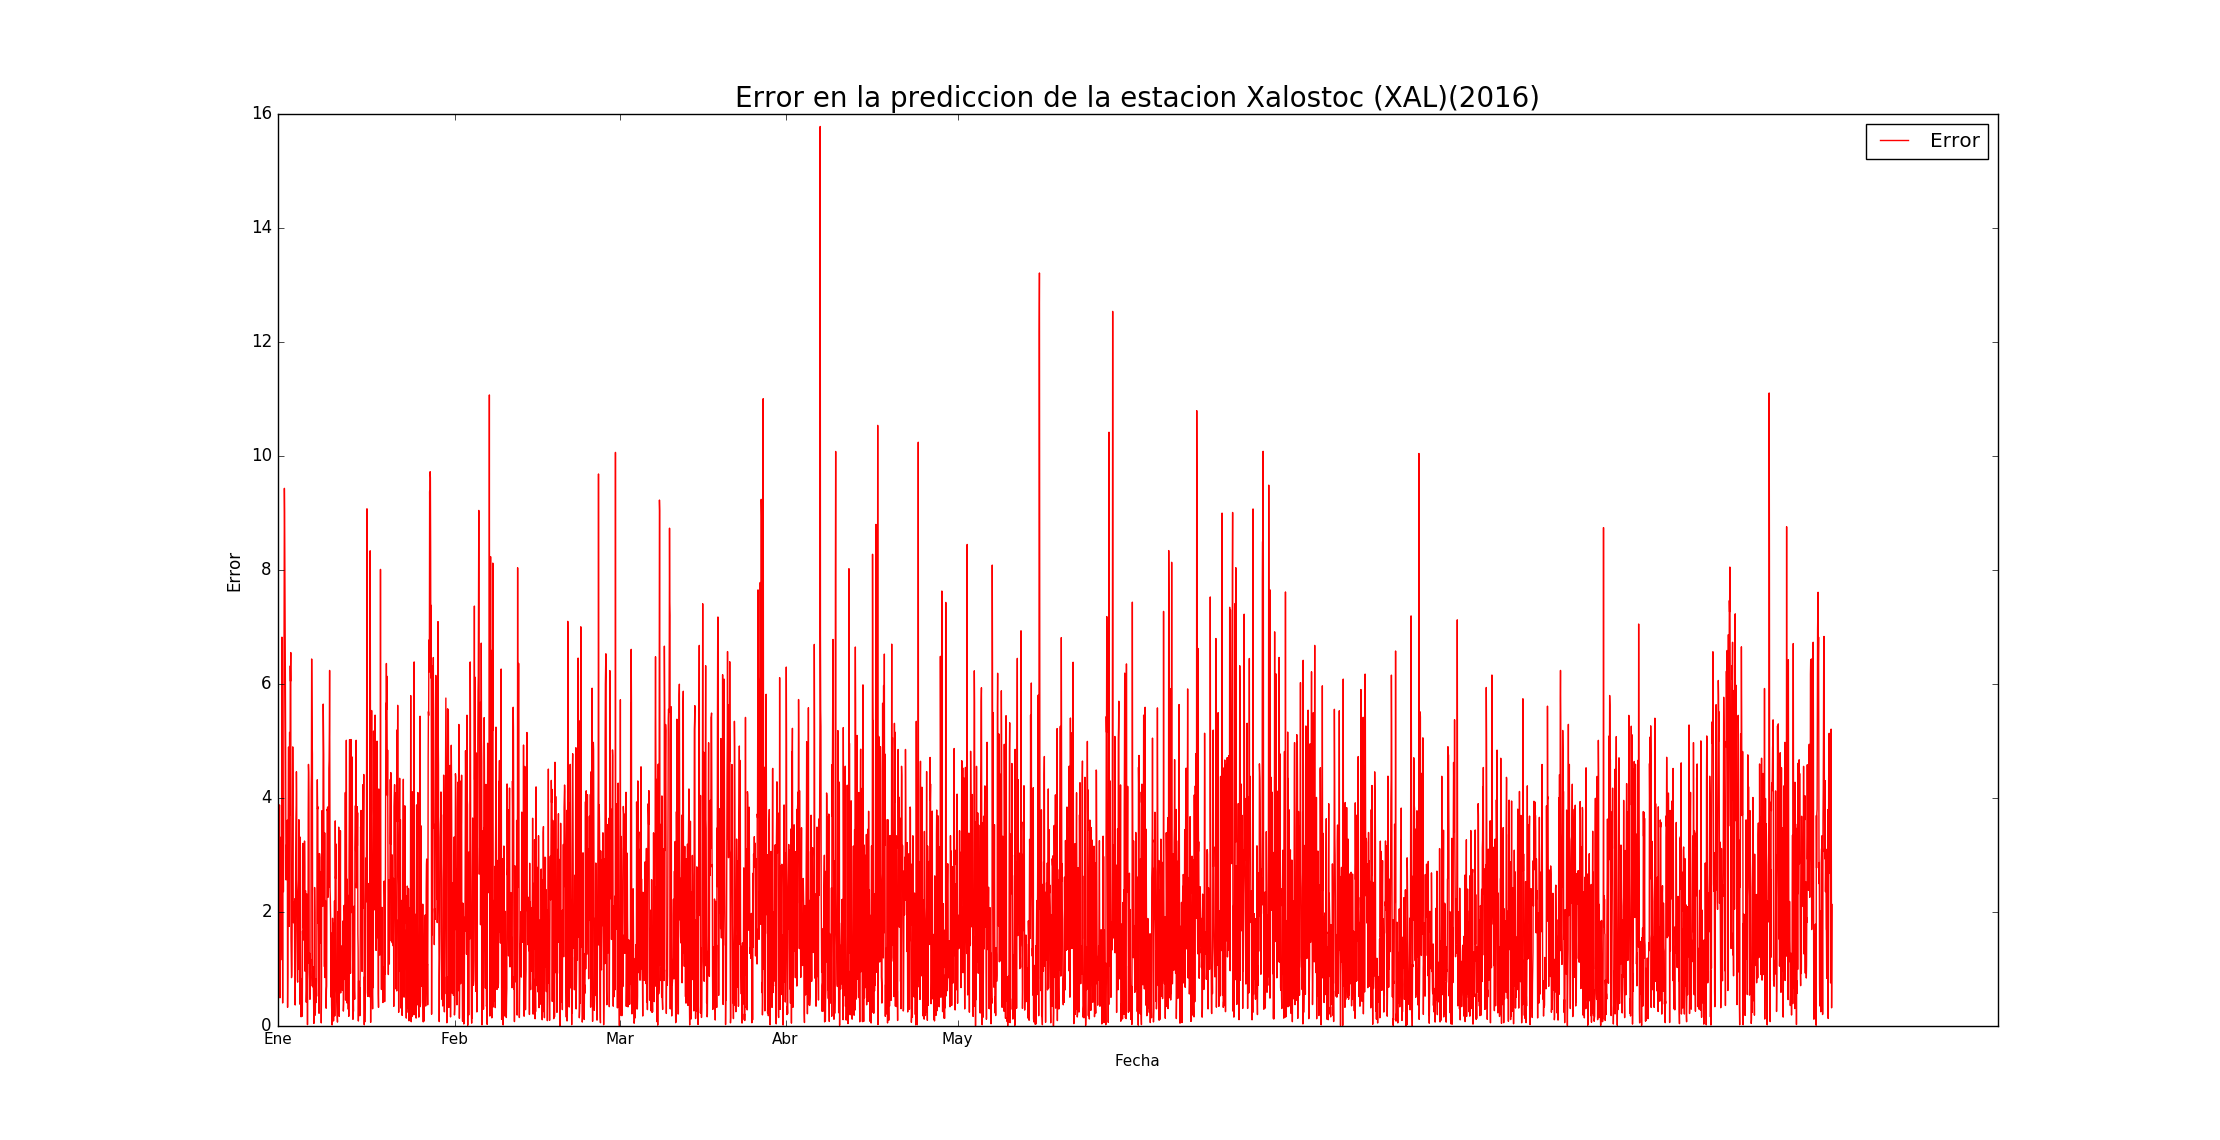 Error en la prediccion de la estacion Xalostoc (XAL)(2016)
16
14
12
10
8
6
4
2
0
Error
Error
Ene Feb Mar Abr May
Fecha